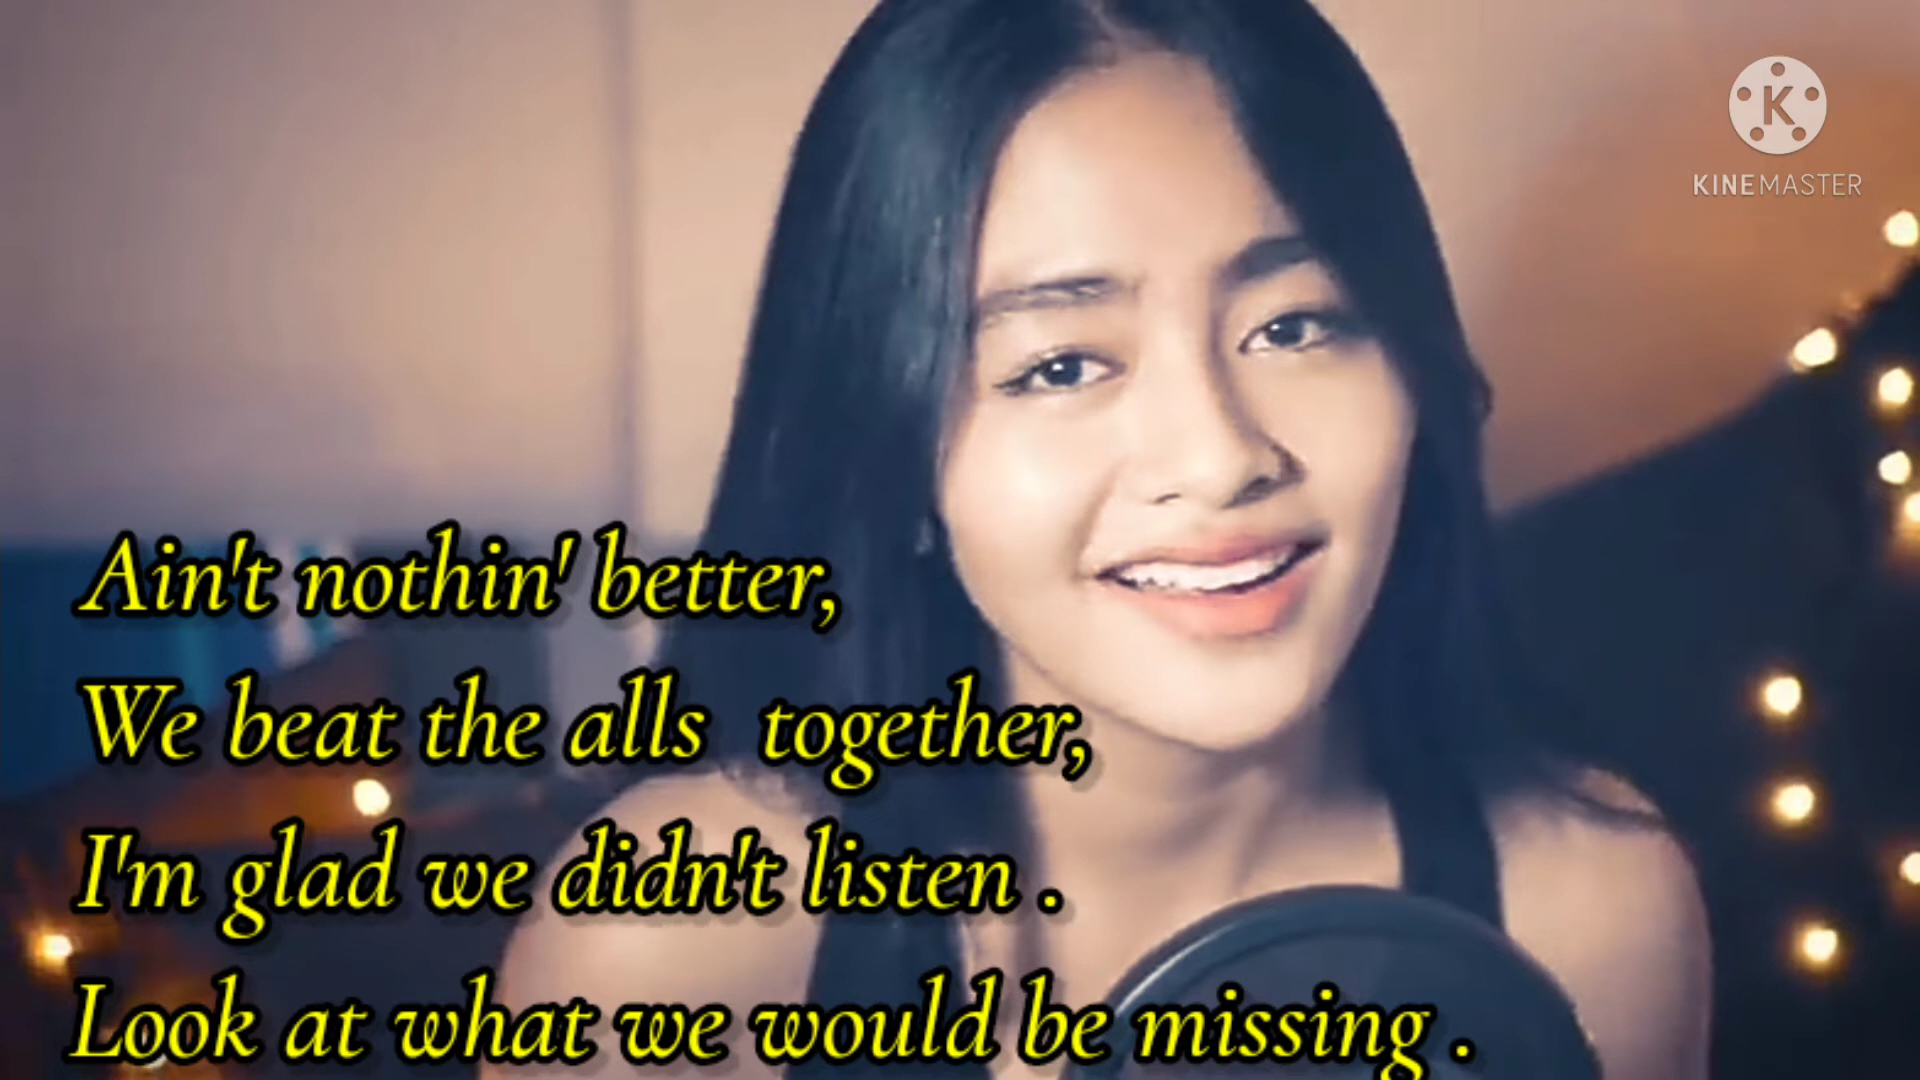 KINEMASTER
Ain't nothin' better,
We beat the alls together,
I'm glad we didn't listen .
Look at what we would be missing .